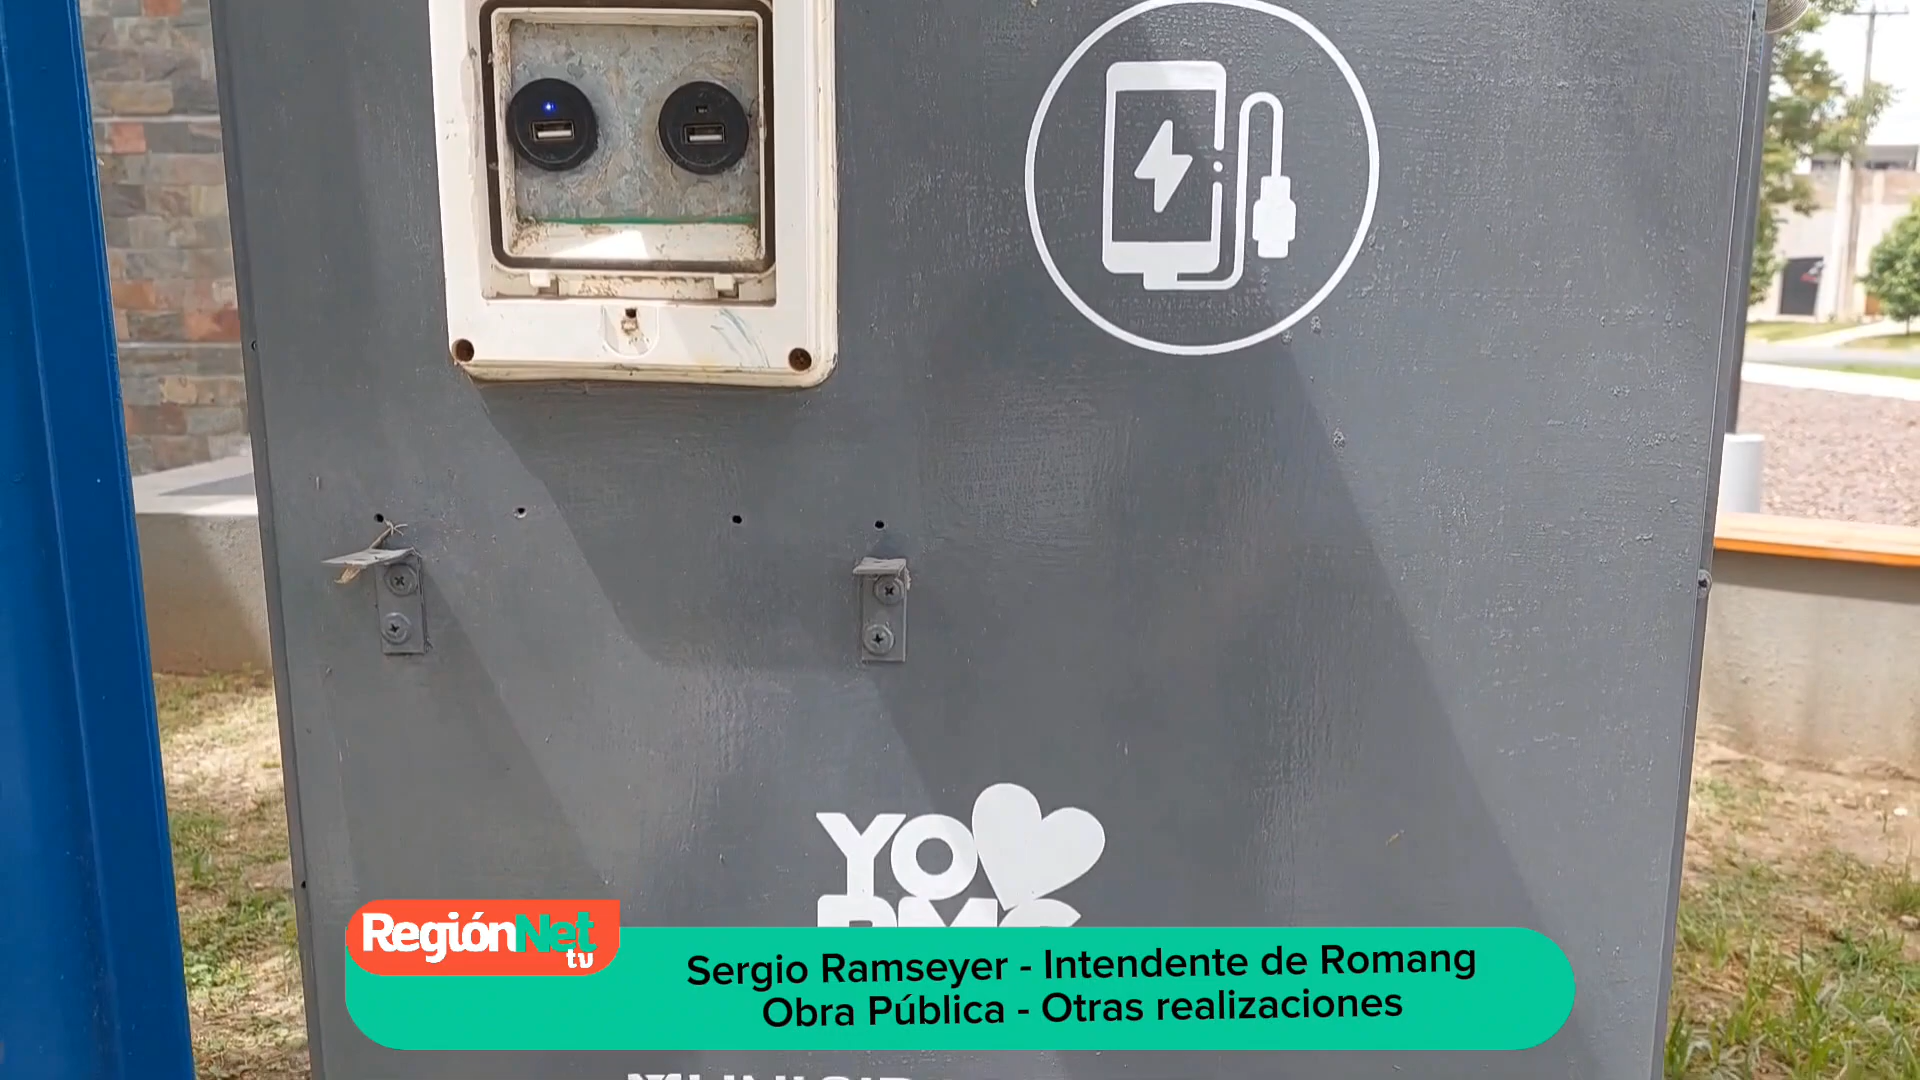 YO
RegiónNet
tv
Sergio Ramseyer - Intendente de Romang
Obra Pública - Otras realizaciones